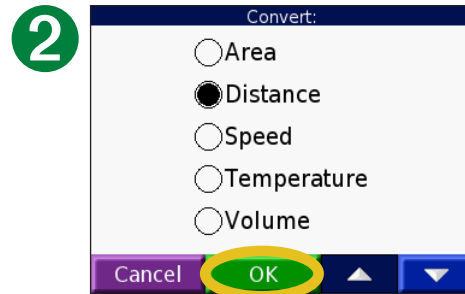 2
Convert:
Area
Distance
Speed
Temperature
Volume
Cancel OK